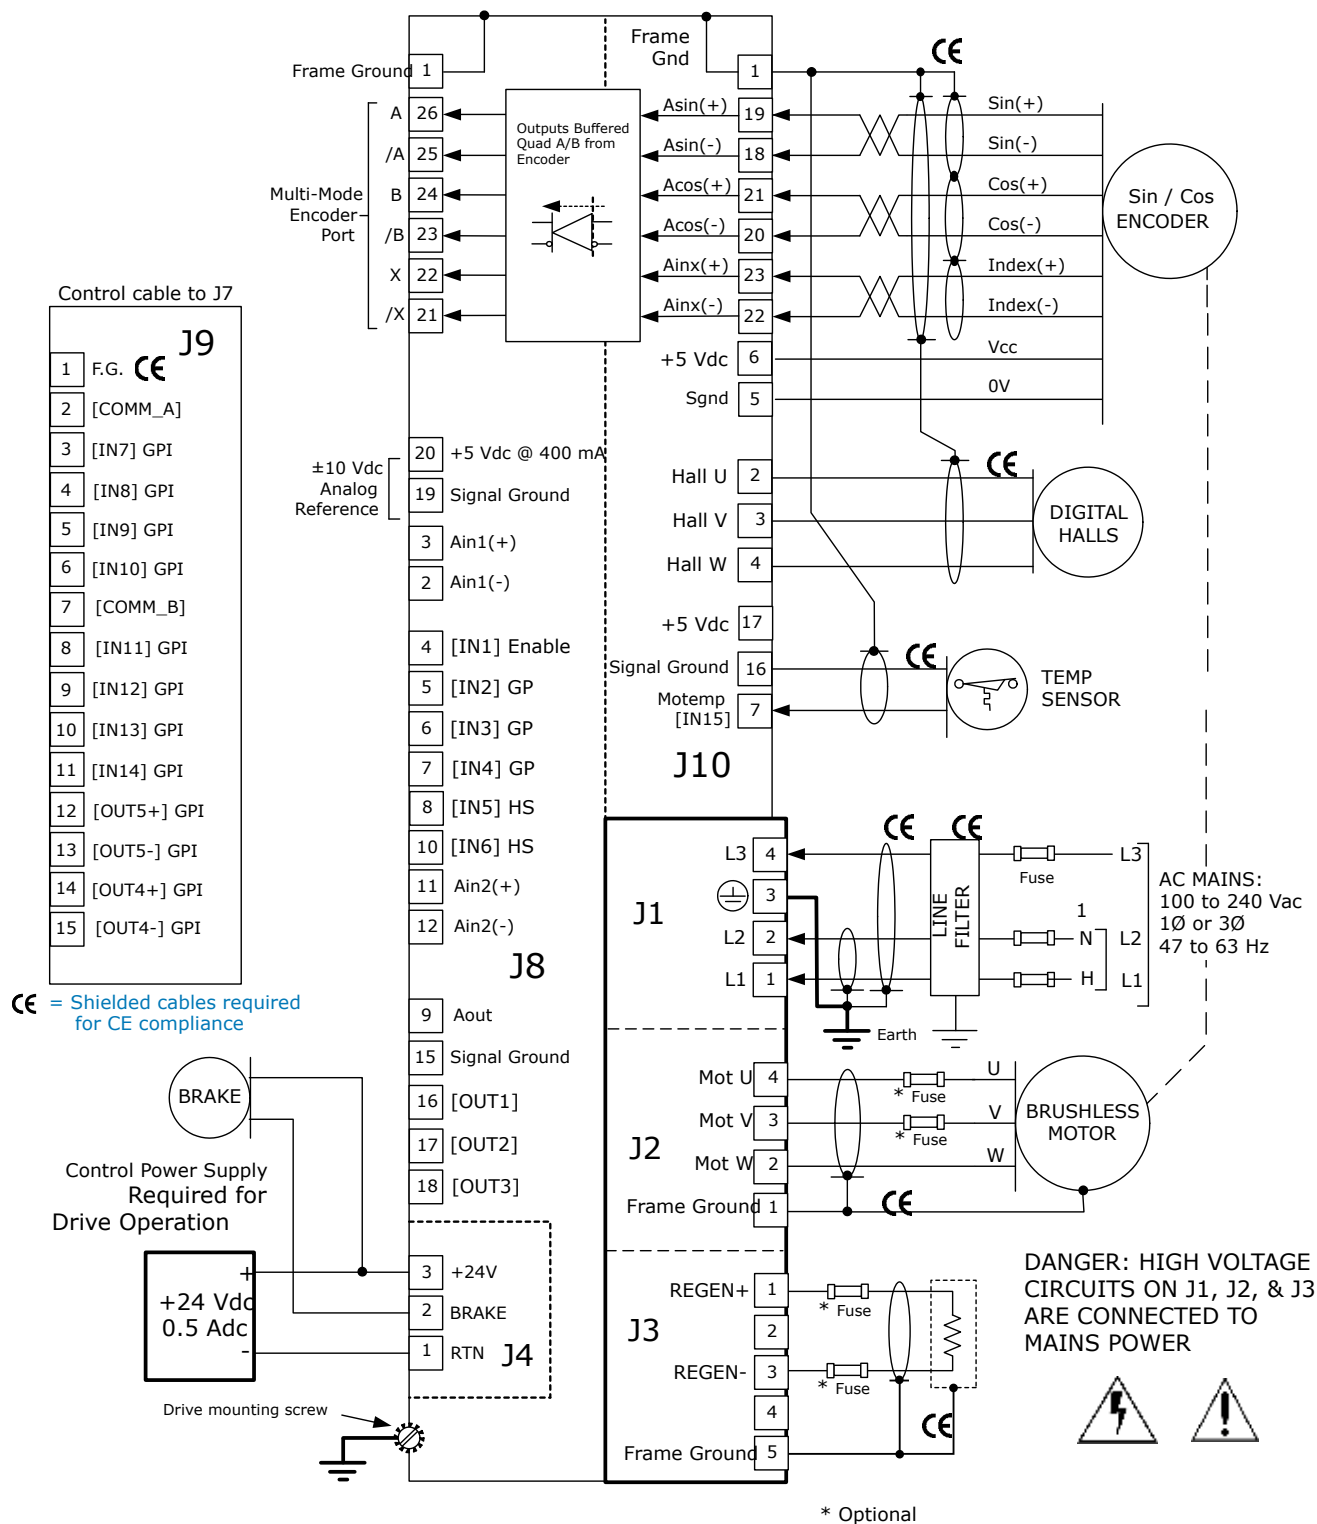 Frame Ground 1
A 26
/A 25
B 24
/B 23
X 22
/X 21
Multi-Mode
Encoder
Port
Outputs Buffered
Quad A/B from
Encoder
Frame
Gnd
1
Asin(+) 19
Asin(-) 18
Acos(+) 21
Acos(-) 20
Ainx(+) 23
Ainx(-) 22
+5 Vdc 6
Sgnd 5
CE
Sin(+)
Sin(-)
Cos(+)
Cos(-)
Index(+)
Index(-)
Vcc
0V
Sin / Cos
ENCODER
Control cable to J7
J9
1 F.G. CE
2 [COMM_A]
3 [IN7] GPI
4 [IN8] GPI
5 [IN9] GPI
6 [IN10] GPI
7 [COMM_B]
8 [IN11] GPI
9 [IN12] GPI
10 [IN13] GPI
11 [IN14] GPI
12 [OUT5+] GPI
13 [OUT5-] GPI
14 [OUT4+] GPI
15 [OUT4-] GPI
CE = Shielded cables required
for CE compliance
±10 Vdc
Analog
Reference
20 +5 Vdc @ 400 mA
19 Signal Ground
3 Ain1(+)
2 Ain1(-)
4 [IN1] Enable
5 [IN2] GP
6 [IN3] GP
7 [IN4] GP
8 [IN5] HS
10 [IN6] HS
11 Ain2(+)
12 Ain2(-)
J8
9 Aout
15 Signal Ground
16 [OUT1]
17 [OUT2]
18 [OUT3]
Hall U 2
Hall V 3
Hall W 4
CE
DIGITAL
HALLS
+5 Vdc 17
Signal Ground 16
Motemp
[IN15]
7
CE
TEMP
SENSOR
J10
J1
L3 4
3
L2 2
L1 1
CE
CE
LINE
FILTER
Fuse
L3
1
N
L2
H
L1
AC MAINS:
100 to 240 Vac
1Ø or 3Ø
47 to 63 Hz
Earth
J2
Mot U 4
Mot V 3
Mot W 2
Frame Ground 1
* Fuse
* Fuse
U
V
W
CE
BRUSHLESS
MOTOR
BRAKE
Control Power Supply
Required for
Drive Operation
+
+24 Vdc
0.5 Adc
-
3 +24V
2 BRAKE
1 RTN
J4
Drive mounting screw
J3
REGEN+ 1
2
REGEN- 3
4
Frame Ground 5
* Fuse
* Fuse
CE
DANGER: HIGH VOLTAGE
CIRCUITS ON J1, J2, & J3
ARE CONNECTED TO
MAINS POWER
* Optional